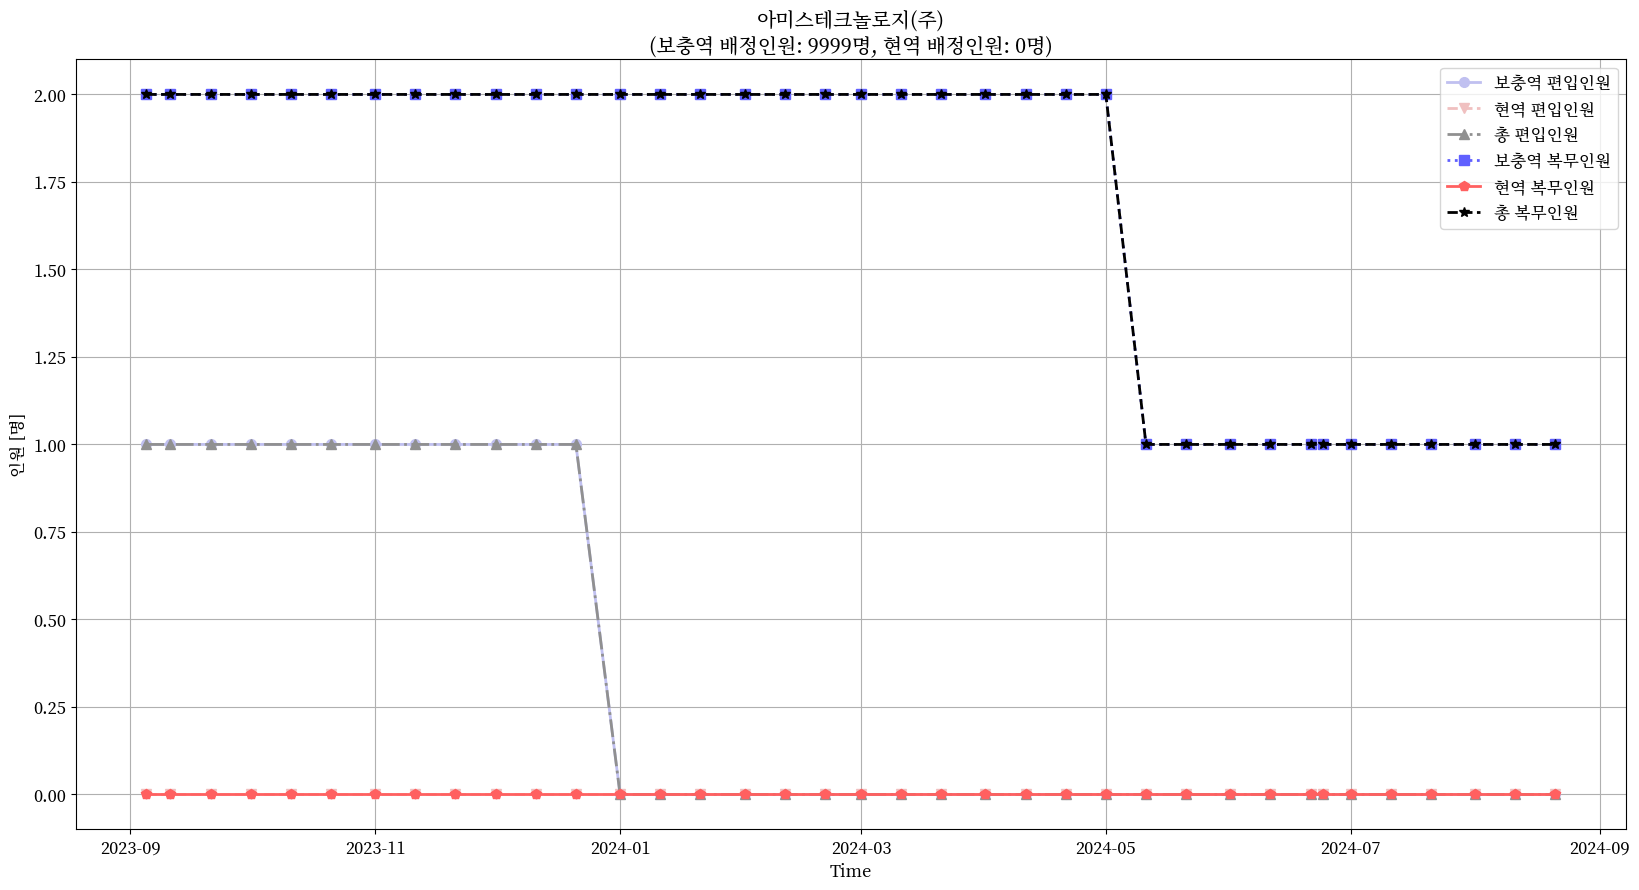 아미스테크놀로지(주)
(보충역 배정인원: 9999명, 현역 배정인원: 0명)
보충역 편입인원
현역 편입인원
총 편입인원
보충역 복무인원
현역 복무인원
총 복무인원
인원 [명]
2.00
1.75
1.50
1.25
1.00
0.75
0.50
0.25
0.00
2023-09
2023-11
2024-01
2024-03
2024-05
2024-07
2024-09
Time